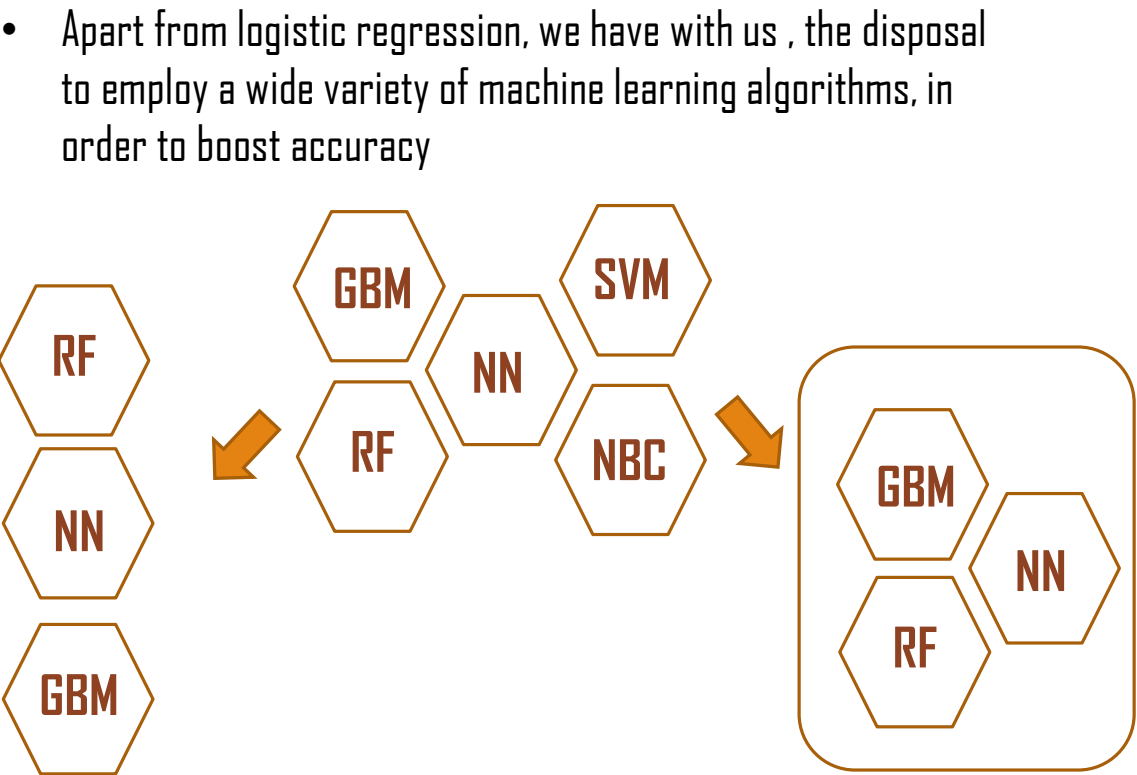 • Apart from logistic regression, we have with us , the disposal
to employ a wide variety of machine learning algorithms, in
order to boost accuracy
RF
NN
GBM
GBM
SVM
NN
RF
NBC
GBM
NN
RF